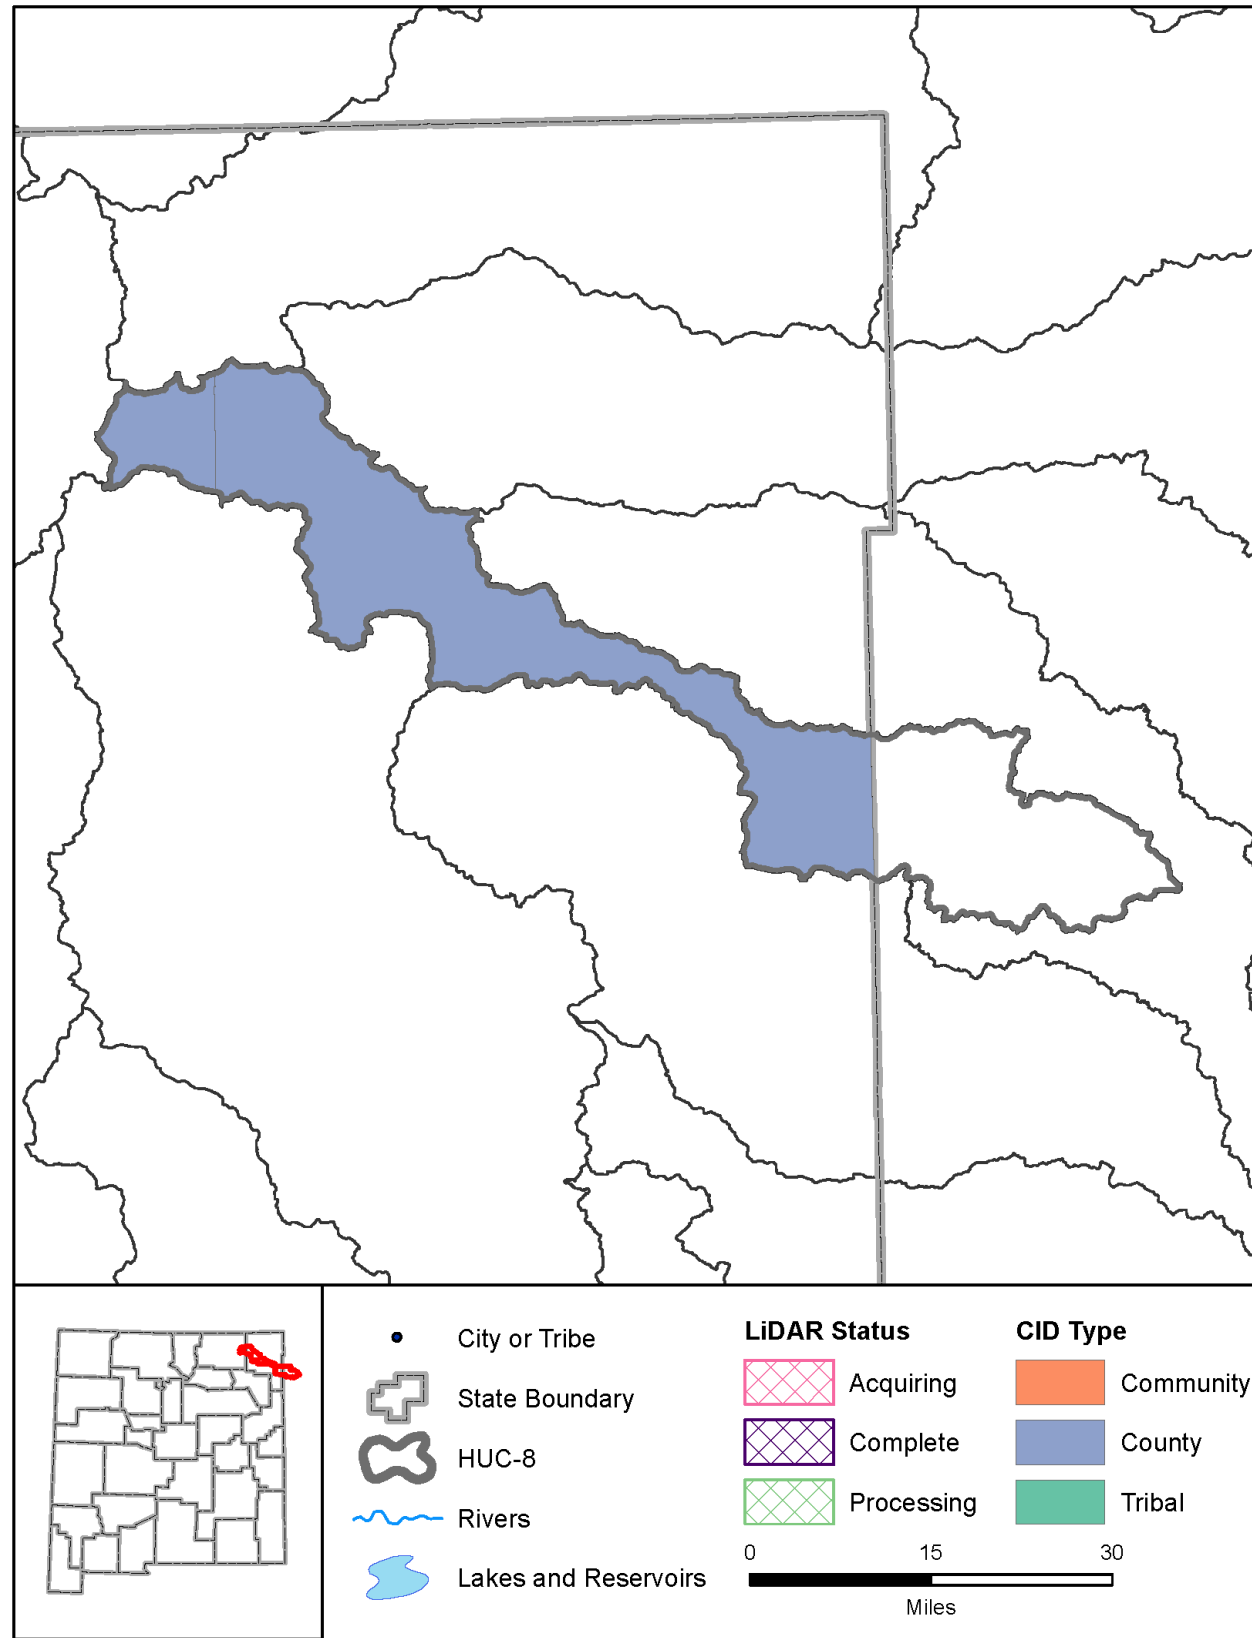 City or Tribe
State Boundary
HUC-8
Rivers
Lakes and Reservoirs
LiDAR Status
Acquiring
Complete
Processing
CID Type
Community
County
Tribal
0 15 30
Miles